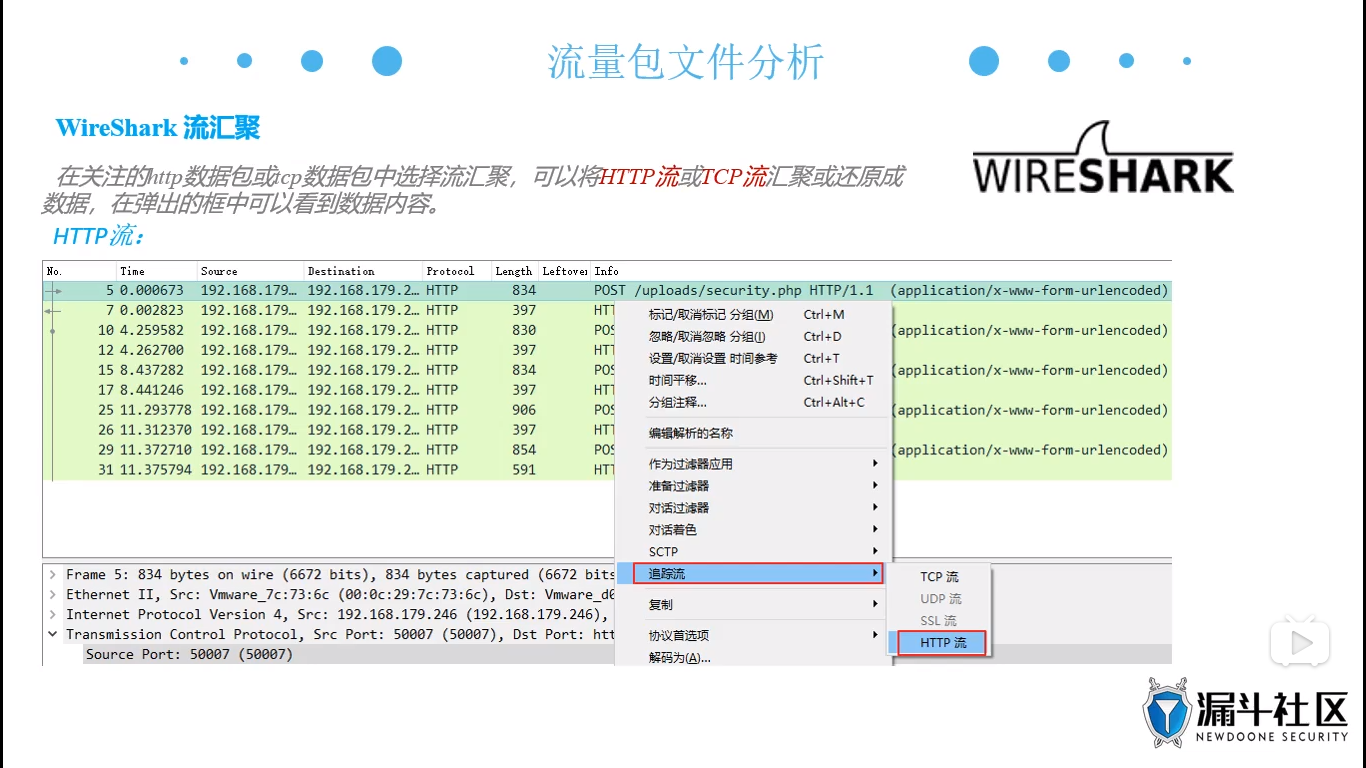 流量包文件分析
WireShark 流汇聚
WIRESHARK
在关注的http数据包或tcp数据包中选择流汇聚，可以将HTTP流或TCP流汇聚或还原成
数据，在弹出的框中可以看到数据内容。
HTTP流：
No. Time Source Destination Protocol Length Leftover Info
5 0.000673 192.168.179... 192.168.179.2... HTTP 834 POST /uploads/security.php HTTP/1.1 (application/x-www-form-urlencoded)
7 0.002823 192.168.179... 192.168.179.2... HTTP 397 HTT
10 4.259582 192.168.179... 192.168.179.2... HTTP 830 POS (application/x-www-form-urlencoded)
12 4.262700 192.168.179... 192.168.179.2... HTTP 397 HTT
15 8.437282 192.168.179... 192.168.179.2... HTTP 834 POS (application/x-www-form-urlencoded)
17 8.441246 192.168.179... 192.168.179.2... HTTP 397 HTT
25 11.293778 192.168.179... 192.168.179.2... HTTP 906 POS (application/x-www-form-urlencoded)
26 11.312370 192.168.179... 192.168.179.2... HTTP 397 HTT
29 11.372710 192.168.179... 192.168.179.2... HTTP 854 POS (application/x-www-form-urlencoded)
31 11.375794 192.168.179... 192.168.179.2... HTTP 591 HTT
标记/取消标记 分组(M) Ctrl+M
忽略/取消忽略 分组(I) Ctrl+D
设置/取消设置 时间参考 Ctrl+T
时间平移... Ctrl+Shift+T
分组注释... Ctrl+Alt+C
编辑解析的名称
作为过滤器应用
准备过滤器
对话过滤器
对话着色
SCTP
追踪流
复制
协议首选项
解码为(A)...
TCP 流
UDP 流
SSL 流
HTTP 流
Frame 5: 834 bytes on wire (6672 bits), 834 bytes captured (6672 bits
Ethernet II, Src: Vmware_7c:73:6c (00:0c:29:7c:73:6c), Dst: Vmware_d0
Internet Protocol Version 4, Src: 192.168.179.246 (192.168.179.246),
Transmission Control Protocol, Src Port: 50007 (50007), Dst Port: htt
Source Port: 50007 (50007)
漏斗社区
NEWDOONE SECURITY